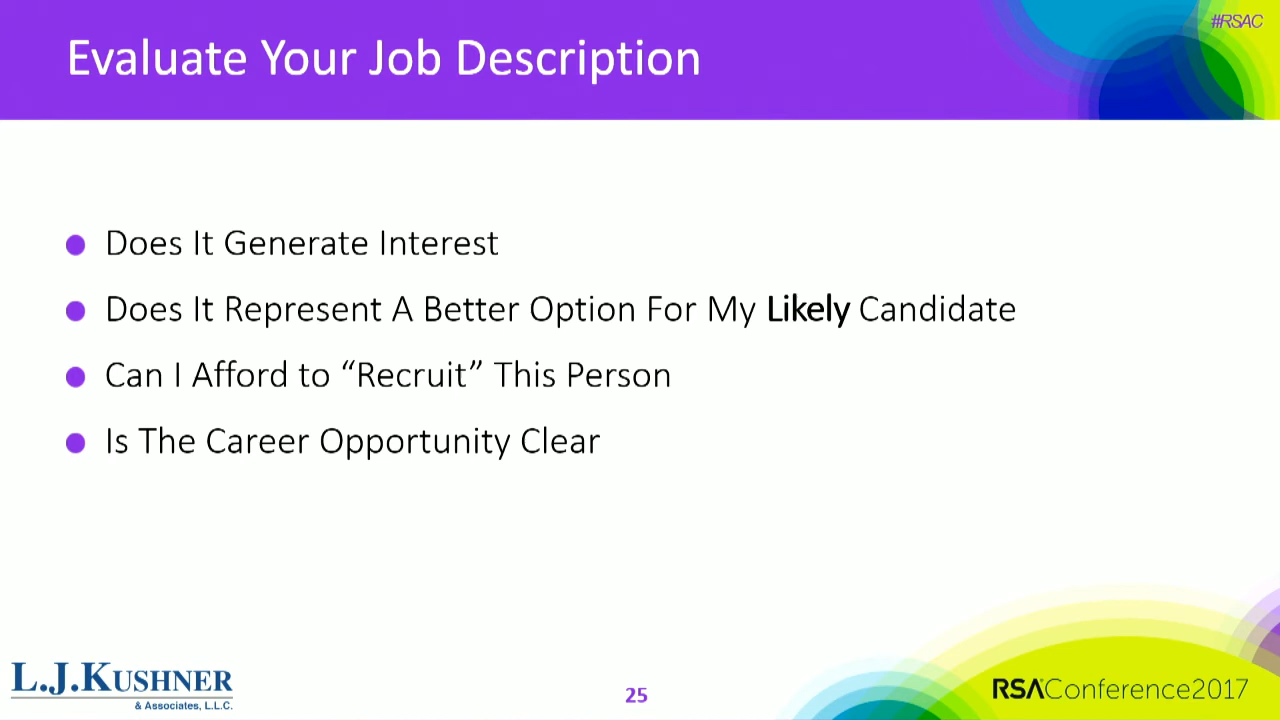 #RSAC
Evaluate Your Job Description
Does It Generate Interest
Does It Represent A Better Option For My Likely Candidate
Can I Afford to “Recruit” This Person
Is The Career Opportunity Clear
L.J.KUSHNER
& Associates, L.L.C.
25
RSAConference2017